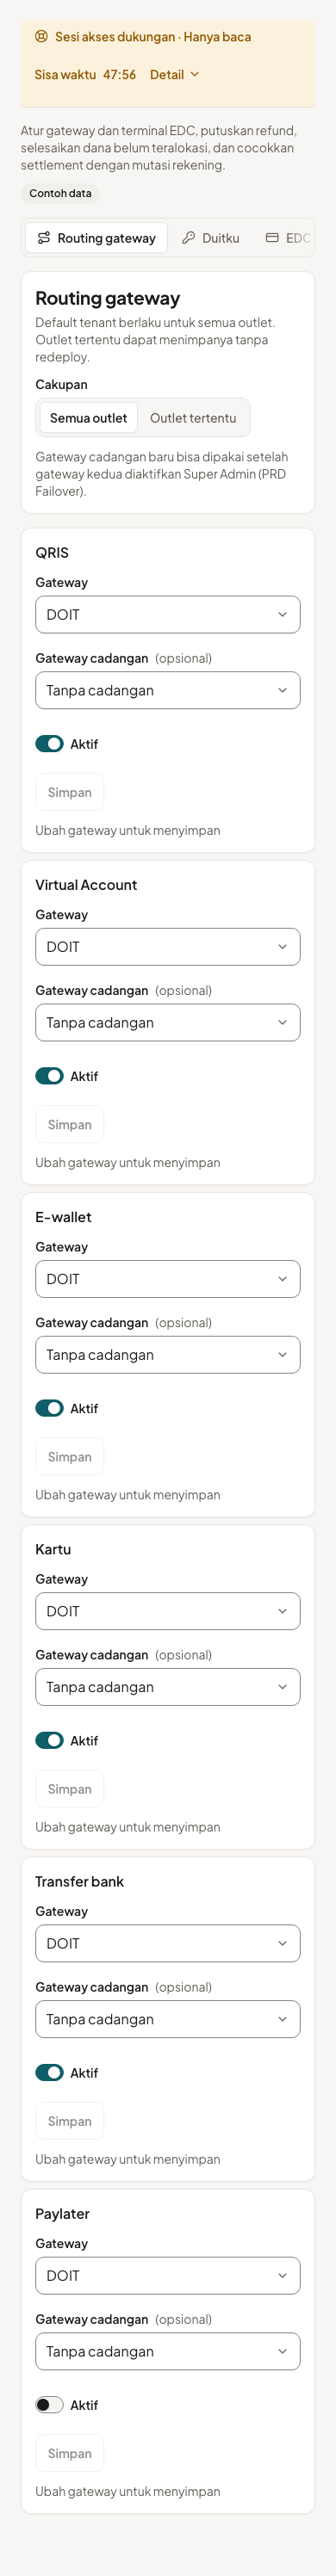 Sesi akses dukungan · Hanya baca
Sisa waktu 47:56 Detail
Atur gateway dan terminal EDC, putuskan refund,
selesaikan dana belum teralokasi, dan cocokkan
settlement dengan mutasi rekening.
Contoh data
Routing gateway Duitku EDC
Routing gateway
Default tenant berlaku untuk semua outlet.
Outlet tertentu dapat menimpanya tanpa
redeploy.
Cakupan
Semua outlet Outlet tertentu
Gateway cadangan baru bisa dipakai setelah
gateway kedua diaktifkan Super Admin (PRD
Failover).
QRIS
Gateway
DOIT
Gateway cadangan (opsional)
Tanpa cadangan
Aktif
Simpan
Ubah gateway untuk menyimpan
Virtual Account
Gateway
DOIT
Gateway cadangan (opsional)
Tanpa cadangan
Aktif
Simpan
Ubah gateway untuk menyimpan
E-wallet
Gateway
DOIT
Gateway cadangan (opsional)
Tanpa cadangan
Aktif
Simpan
Ubah gateway untuk menyimpan
Kartu
Gateway
DOIT
Gateway cadangan (opsional)
Tanpa cadangan
Aktif
Simpan
Ubah gateway untuk menyimpan
Transfer bank
Gateway
DOIT
Gateway cadangan (opsional)
Tanpa cadangan
Aktif
Simpan
Ubah gateway untuk menyimpan
Paylater
Gateway
DOIT
Gateway cadangan (opsional)
Tanpa cadangan
Aktif
Simpan
Ubah gateway untuk menyimpan